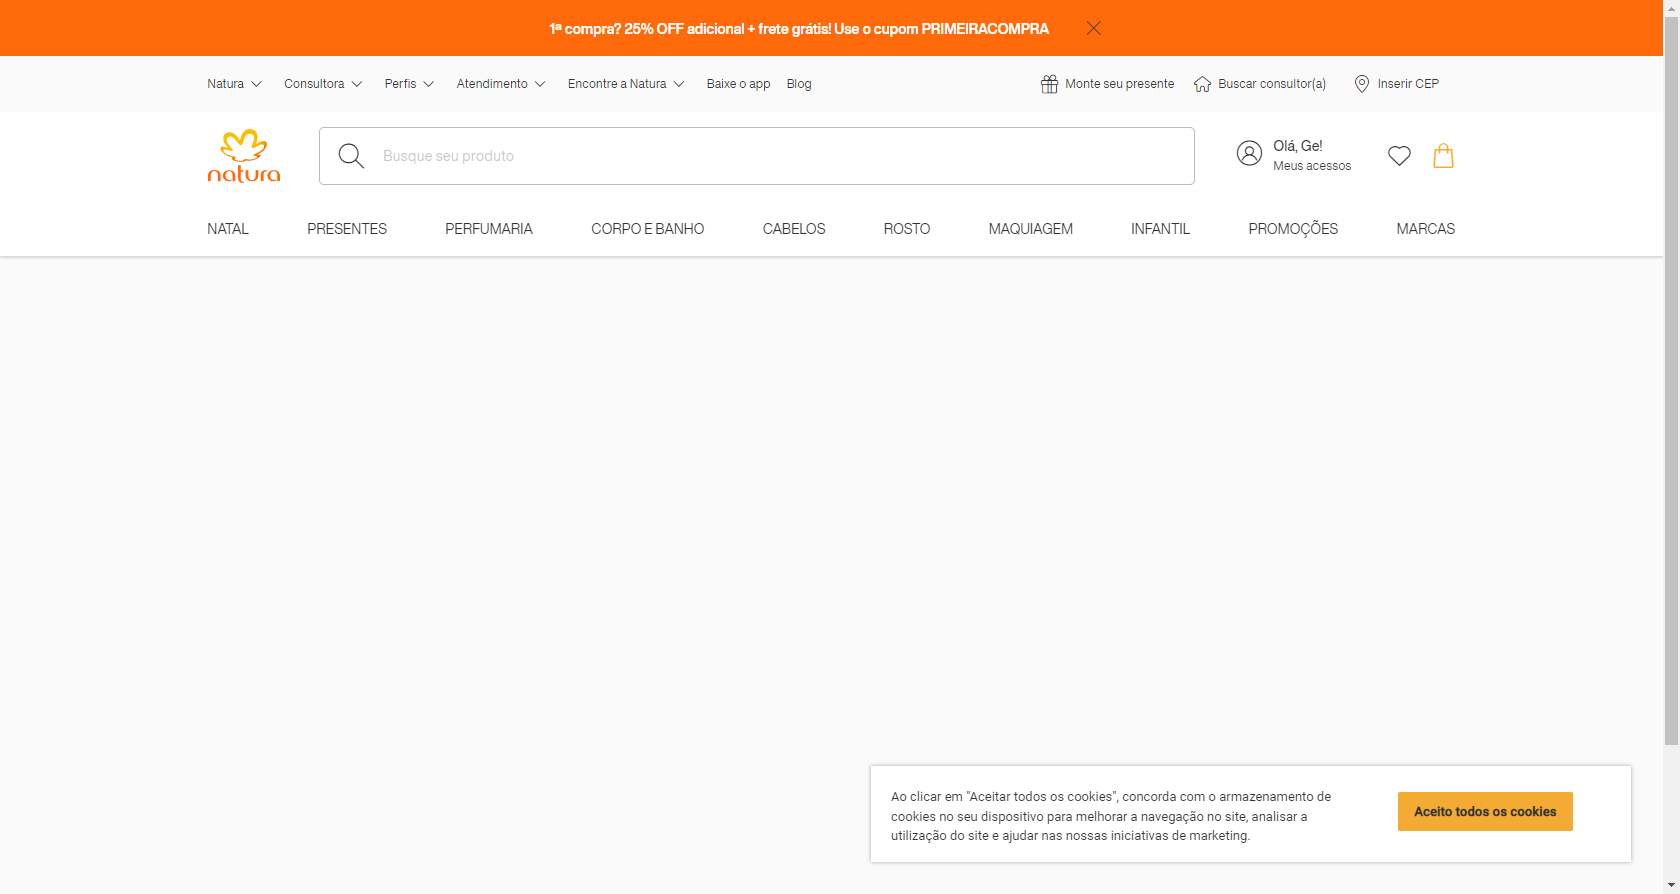 1ª compra? 25% OFF adicional + frete grátis! Use o cupom PRIMEIRACOMPRA
Natura Consultora Perfis Atendimento Encontre a Natura Baixe o app Blog Monte seu presente Buscar consultor(a) Inserir CEP
natura
Busque seu produto
Olá, Ge!
Meus acessos
NATAL PRESENTES PERFUMARIA CORPO E BANHO CABELOS ROSTO MAQUIAGEM INFANTIL PROMOÇÕES MARCAS
Ao clicar em "Aceitar todos os cookies", concorda com o armazenamento de
cookies no seu dispositivo para melhorar a navegação no site, analisar a
utilização do site e ajudar nas nossas iniciativas de marketing.
Aceito todos os cookies